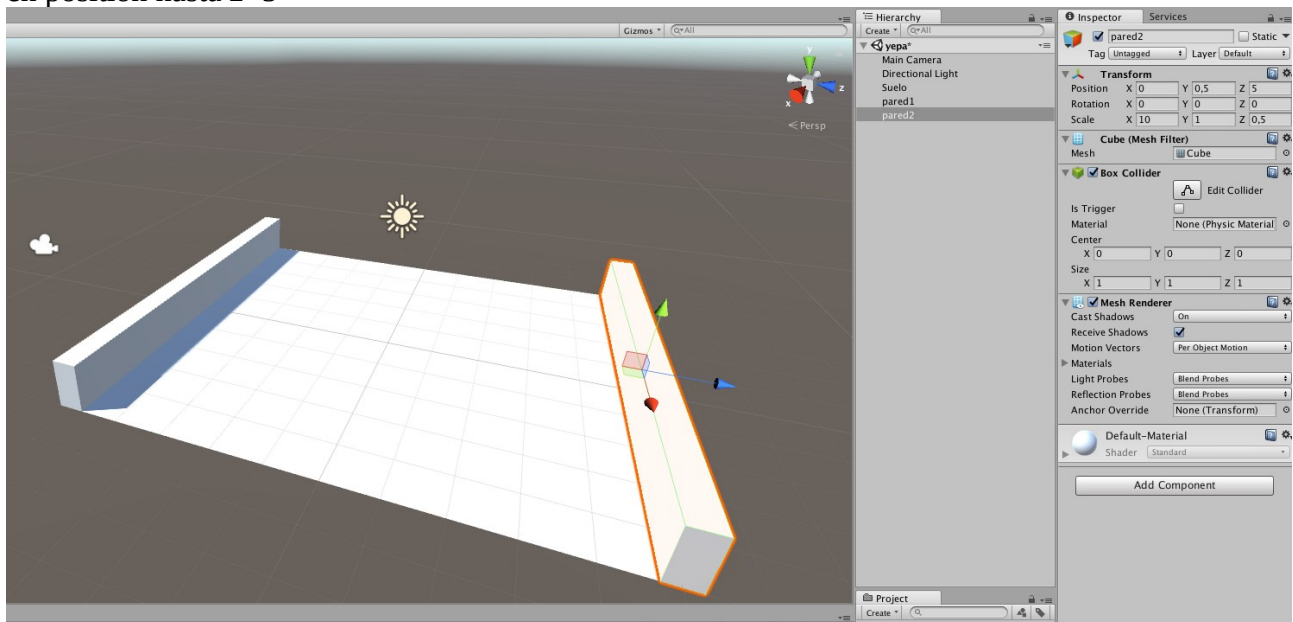 Gizmos
All
y
z
x
Persp
Hierarchy
Create
All
yepa*
Main Camera
Directional Light
Suelo
pared1
pared2
Project
Create
Inspector
Services
pared2
Static
Tag Untagged Layer Default
Transform
Position X 0 Y 0,5 Z 5
Rotation X 0 Y 0 Z 0
Scale X 10 Y 1 Z 0,5
Cube (Mesh Filter)
Mesh Cube
Box Collider
Edit Collider
Is Trigger
Material None (Physic Material
Center
X 0 Y 0 Z 0
Size
X 1 Y 1 Z 1
Mesh Renderer
Cast Shadows On
Receive Shadows
Motion Vectors Per Object Motion
Materials
Light Probes Blend Probes
Reflection Probes Blend Probes
Anchor Override None (Transform)
Default-Material
Shader Standard
Add Component